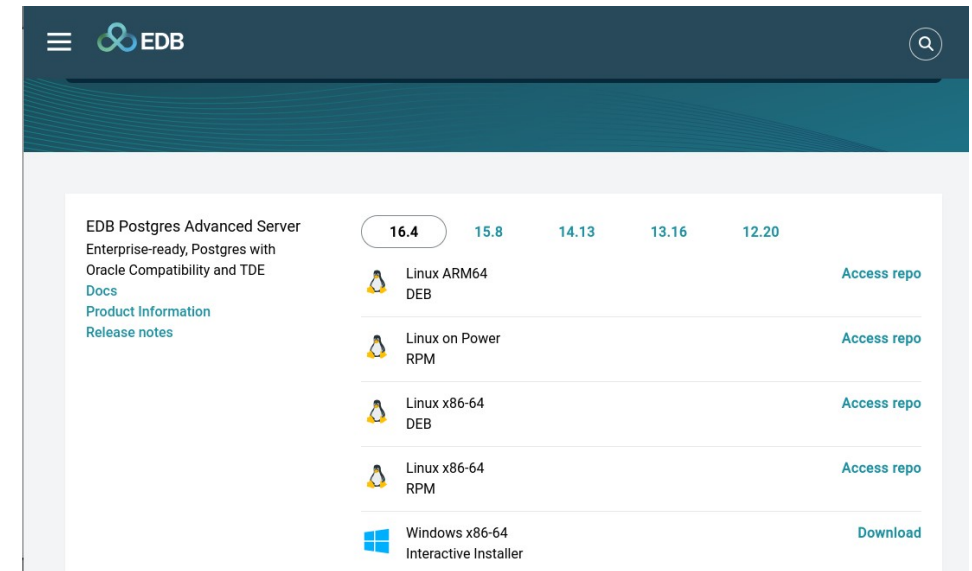 EDB
EDB Postgres Advanced Server
Enterprise-ready, Postgres with
Oracle Compatibility and TDE
Docs
Product Information
Release notes
16.4 15.8 14.13 13.16 12.20
Linux ARM64
DEB
Access repo
Linux on Power
RPM
Access repo
Linux x86-64
DEB
Access repo
Linux x86-64
RPM
Access repo
Windows x86-64
Interactive Installer
Download